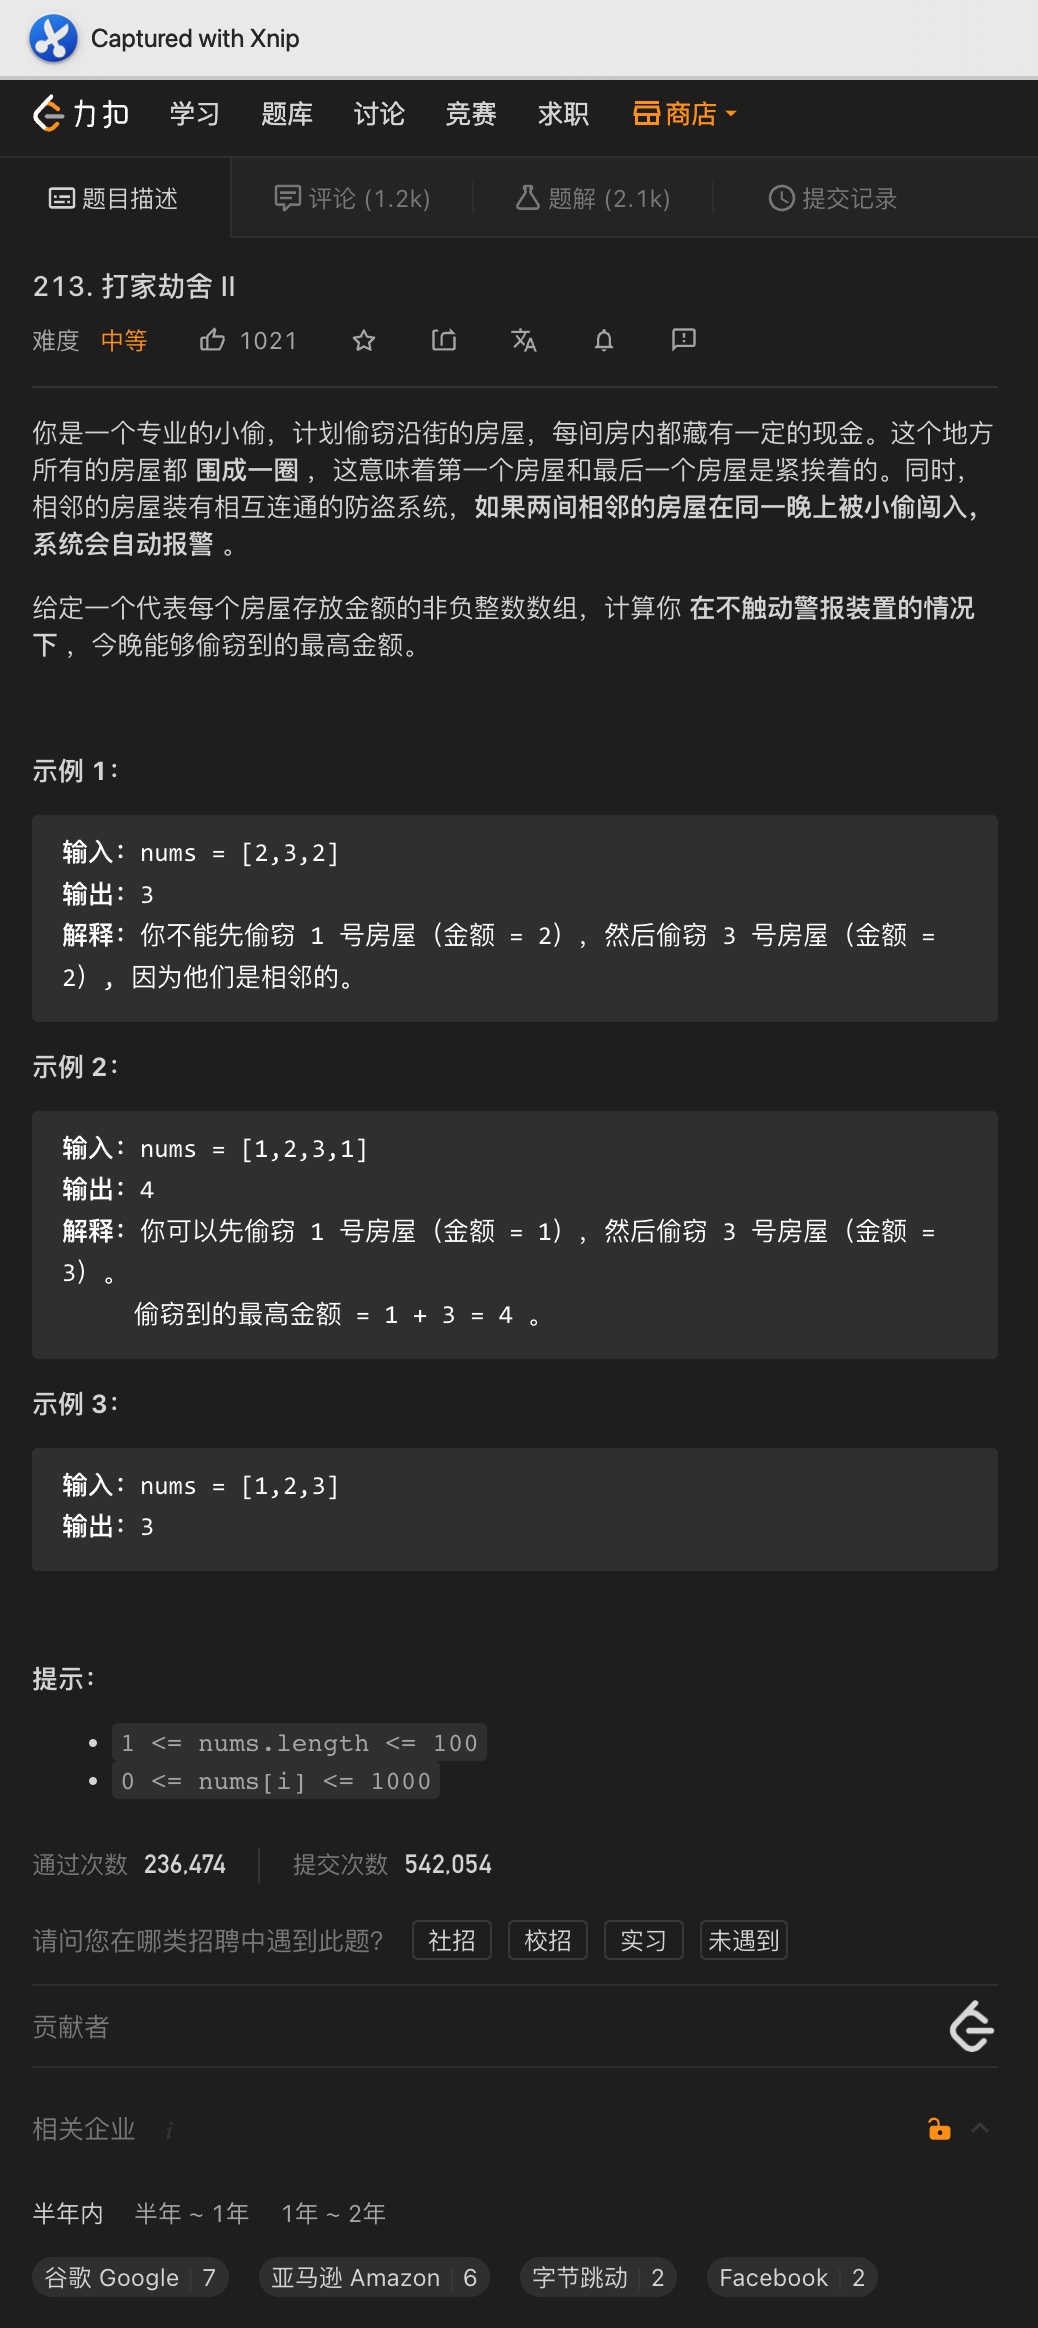 Captured with Xnip
力扣 学习 题库 讨论 竞赛 求职 商店
题目描述 评论 (1.2k) 题解 (2.1k) 提交记录
213. 打家劫舍 II
难度 中等 1021
你是一个专业的小偷，计划偷窃沿街的房屋，每间房内都藏有一定的现金。这个地方
所有的房屋都 围成一圈 ，这意味着第一个房屋和最后一个房屋是紧挨着的。同时，
相邻的房屋装有相互连通的防盗系统，如果两间相邻的房屋在同一晚上被小偷闯入，
系统会自动报警 。
给定一个代表每个房屋存放金额的非负整数数组，计算你 在不触动警报装置的情况
下 ，今晚能够偷窃到的最高金额。
示例 1：
输入：nums = [2,3,2]
输出：3
解释：你不能先偷窃 1 号房屋（金额 = 2），然后偷窃 3 号房屋（金额 =
2），因为他们是相邻的。
示例 2：
输入：nums = [1,2,3,1]
输出：4
解释：你可以先偷窃 1 号房屋（金额 = 1），然后偷窃 3 号房屋（金额 =
3）。
偷窃到的最高金额 = 1 + 3 = 4 。
示例 3：
输入：nums = [1,2,3]
输出：3
提示：
• 1 <= nums.length <= 100
• 0 <= nums[i] <= 1000
通过次数 236,474 提交次数 542,054
请问您在哪类招聘中遇到此题? 社招 校招 实习 未遇到
贡献者
相关企业 i
半年内 半年 ~ 1年 1年 ~ 2年
谷歌 Google 7 亚马逊 Amazon 6 字节跳动 2 Facebook 2